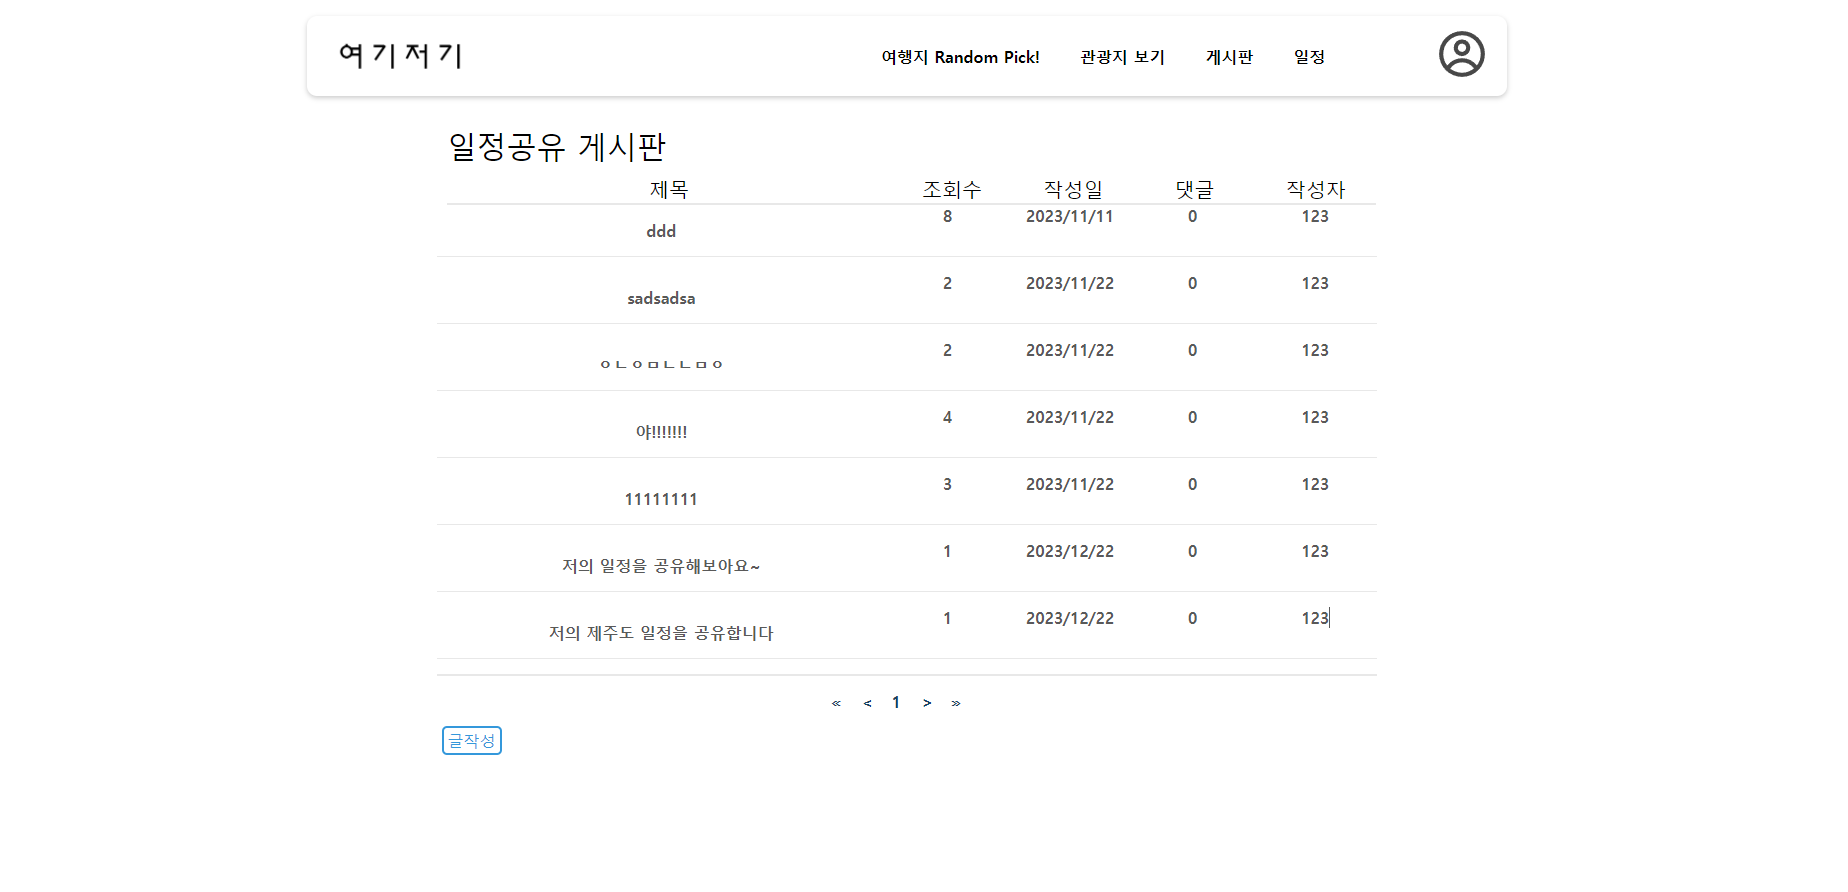 여기저기
여행지 Random Pick! 관광지 보기 게시판 일정
일정공유 게시판
제목 조회수 작성일 댓글 작성자
ddd 8 2023/11/11 0 123
sadsadsa 2 2023/11/22 0 123
ㅇㄴㅇㅁㄴㄴㅁㅇ 2 2023/11/22 0 123
야!!!!!!! 4 2023/11/22 0 123
11111111 3 2023/11/22 0 123
저의 일정을 공유해보아요~ 1 2023/12/22 0 123
저의 제주도 일정을 공유합니다 1 2023/12/22 0 123
« < 1 > »
글작성